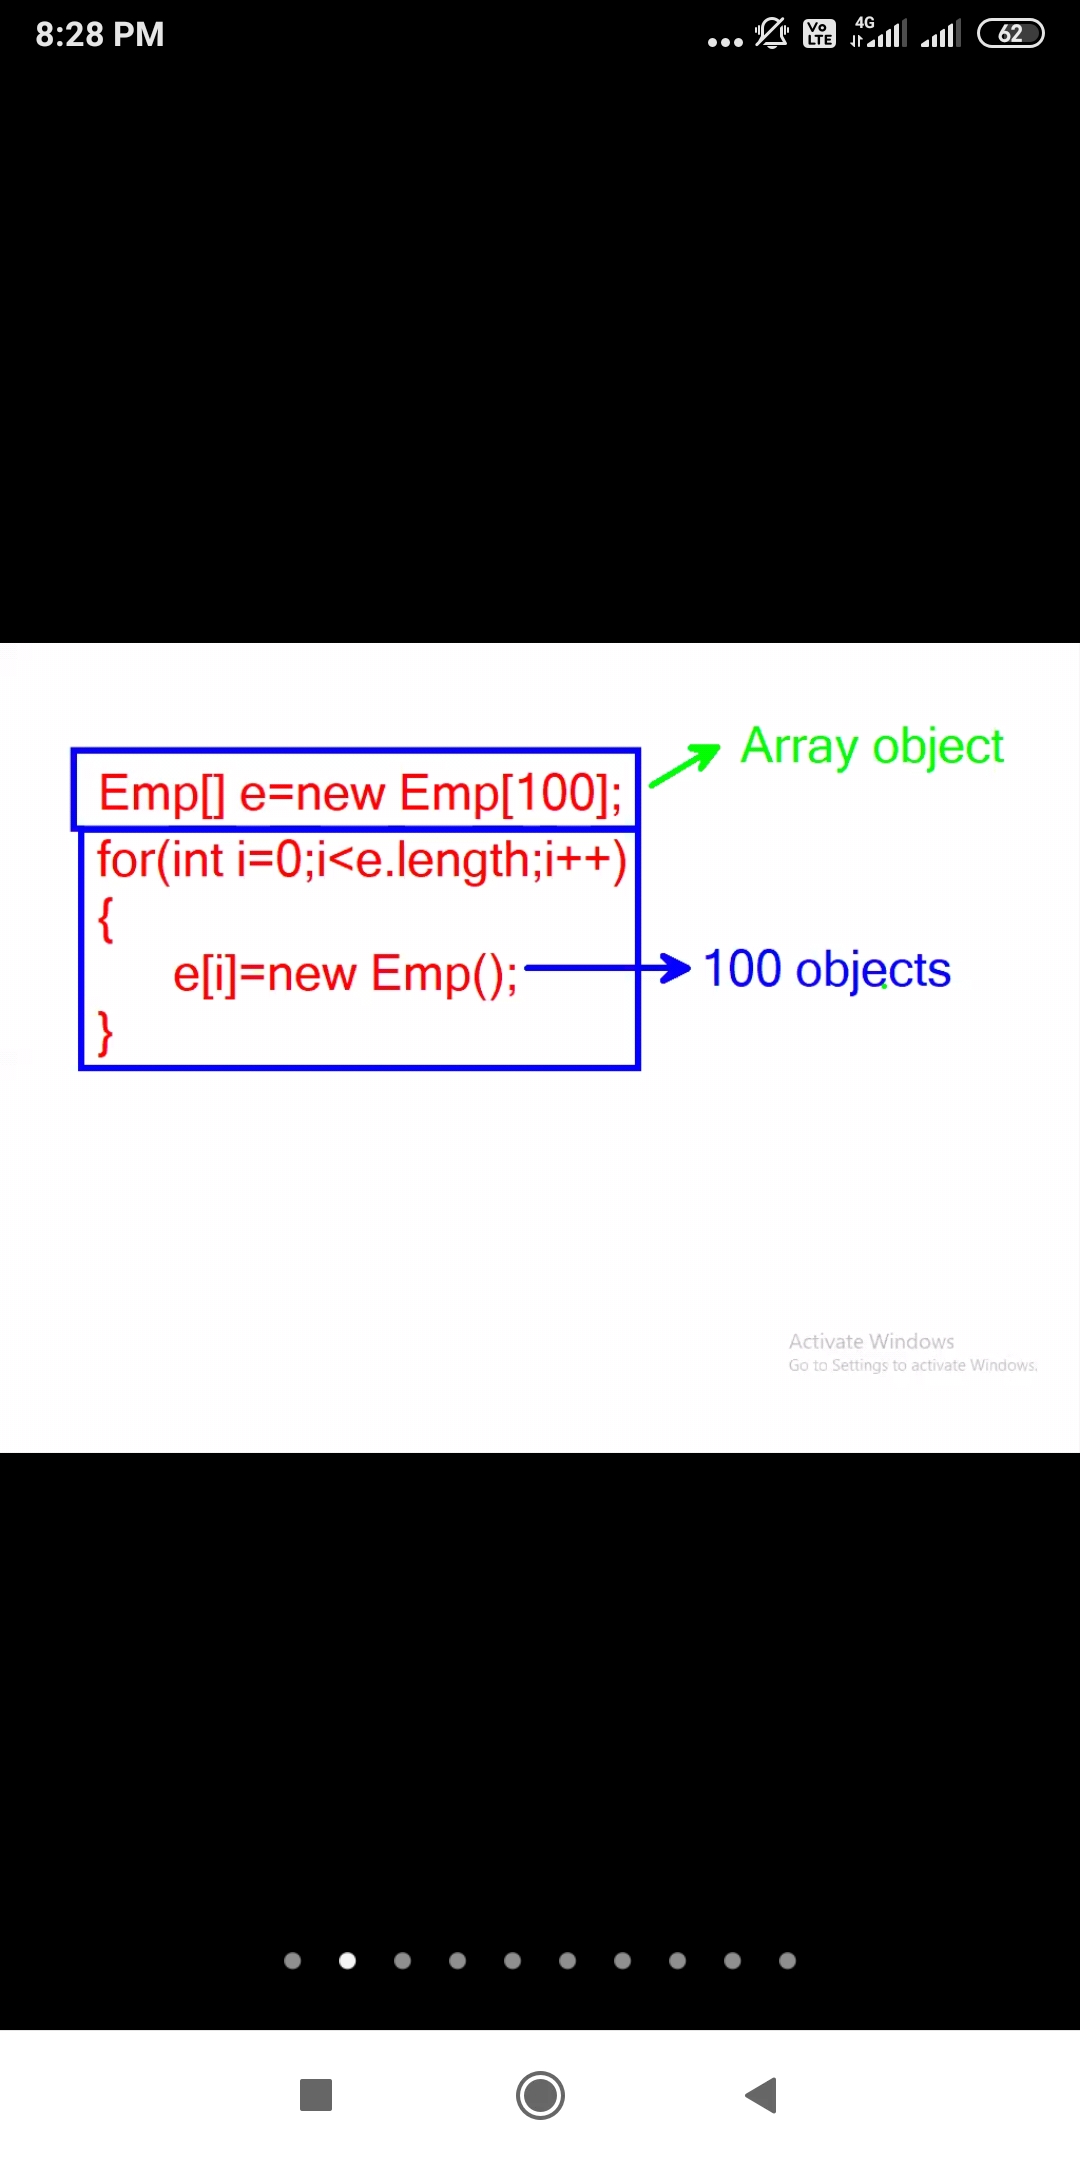 8:28 PM
Vo LTE
4G
62
Array object
Emp[] e=new Emp[100];
for(int i=0;i<e.length;i++)
{
e[i]=new Emp();
100 objects
}
Activate Windows
Go to Settings to activate Windows.